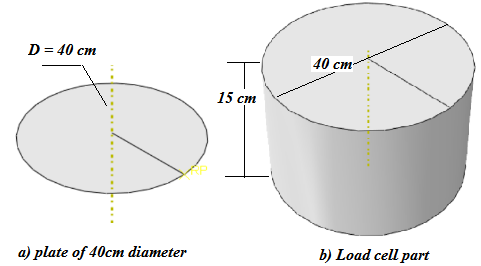 D = 40 cm
40 cm
15 cm
RP
a) plate of 40cm diameter
b) Load cell part